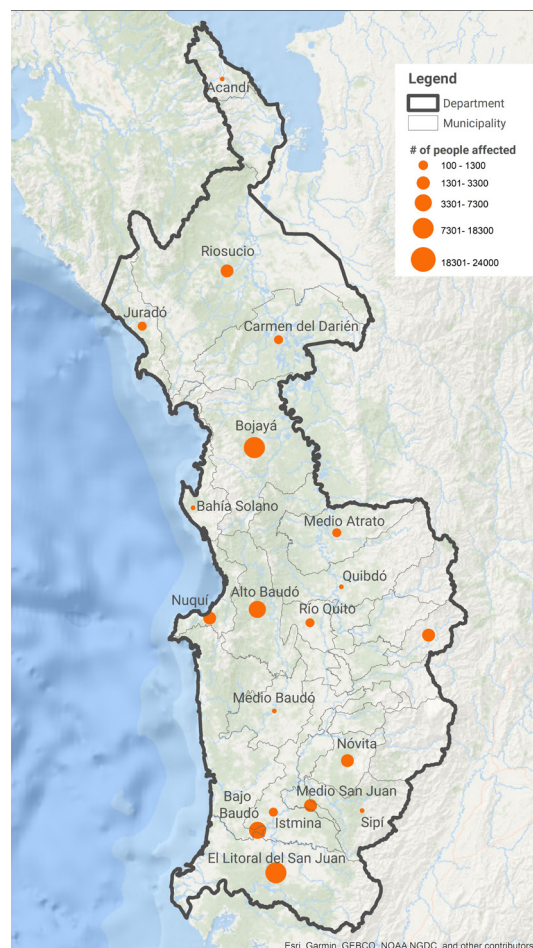 Acandí
Legend
Department
Municipality
# of people affected
100 - 1300
1301- 3300
3301- 7300
7301- 18300
18301- 24000
Riosucio
Juradó
Carmen del Darién
Bojayá
Bahía Solano
Medio Atrato
Quibdó
Nuquí
Alto Baudó
Río Quito
Medio Baudó
Nóvita
Medio San Juan
Bajo
Baudó
Istmina
Sipí
El Litoral del San Juan
Esri, Garmin, GEBCO, NOAA NGDC, and other contributors